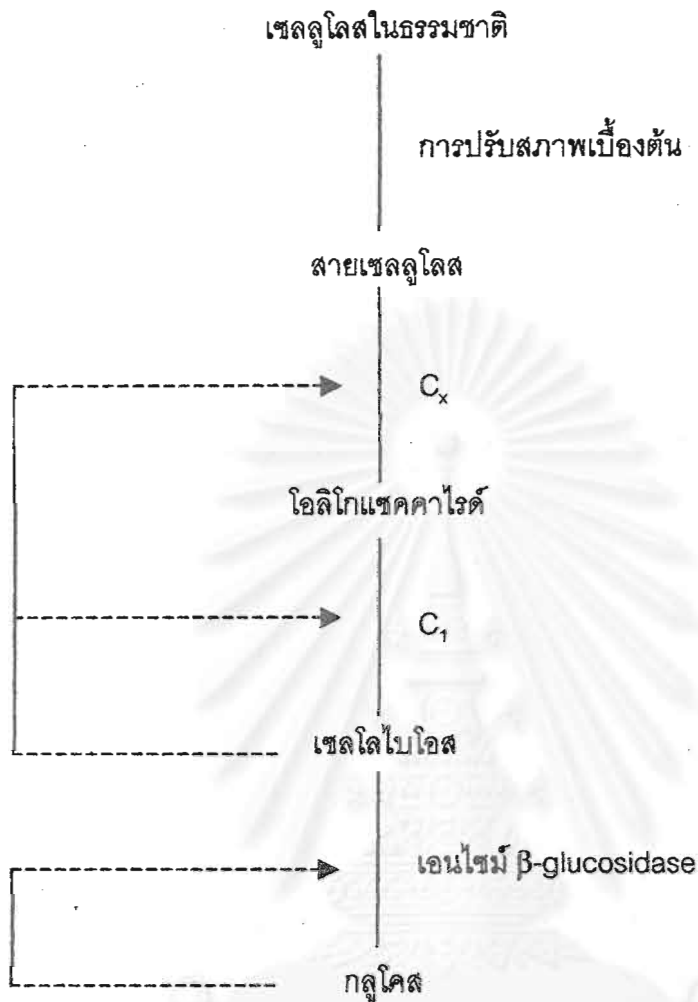 เซลลูโลสในธรรมชาติ
การปรับสภาพเบื้องต้น
สายเซลลูโลส
Cx
โอลิโกแซคคาไรด์
C1
เซลโลไบโอส
เอนไซม์ β-glucosidase
กลูโคส